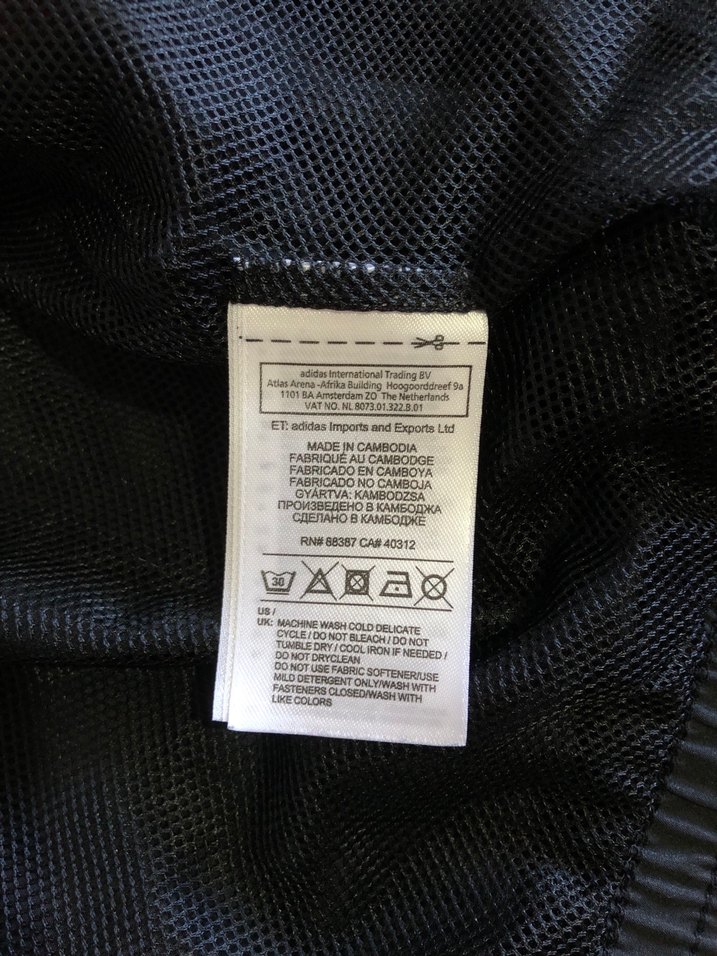 adidas International Trading BV
Atlas Arena -Afrika Building Hoogoorddreef 9a
1101 BA Amsterdam ZO The Netherlands
VAT NO. NL 8073.01.322.B.01
ET: adidas Imports and Exports Ltd
MADE IN CAMBODIA
FABRIQUÉ AU CAMBODGE
FABRICADO EN CAMBOYA
FABRICADO NO CAMBOJA
GYÁRTVA: KAMBODZSA
ПРОИЗВЕДЕНО В КАМБОДЖА
СДЕЛАНО В КАМБОДЖЕ
RN# 88387 CA# 40312
30
US /
UK: MACHINE WASH COLD DELICATE
CYCLE / DO NOT BLEACH / DO NOT
TUMBLE DRY / COOL IRON IF NEEDED /
DO NOT DRYCLEAN
DO NOT USE FABRIC SOFTENER/USE
MILD DETERGENT ONLY/WASH WITH
FASTENERS CLOSED/WASH WITH
LIKE COLORS